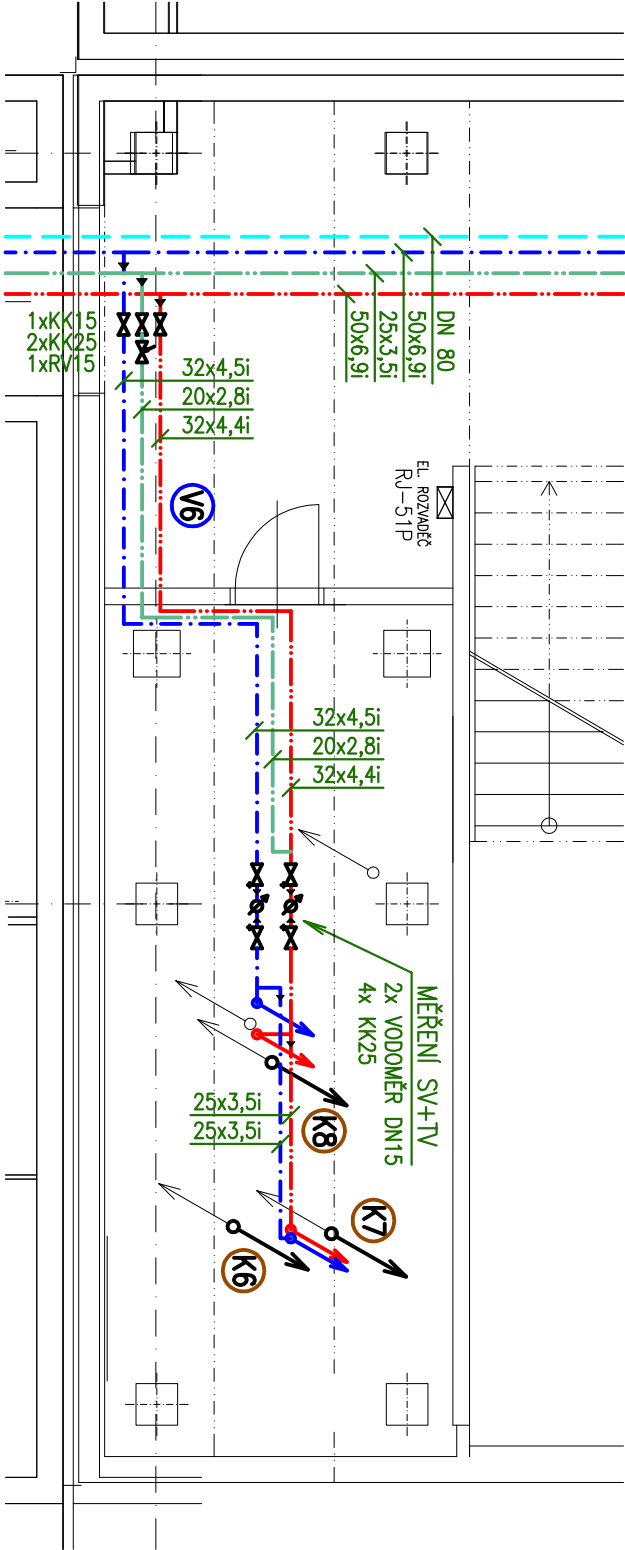 DN 80
50x6,9i
25x3,5i
50x6,9i
1xKK15
2xKK25
1xRV15
32x4,5i
20x2,8i
32x4,4i
EL. ROZVADĚČ
RJ-51P
V6
32x4,5i
20x2,8i
32x4,4i
MĚŘENÍ SV+TV
2x VODOMĚR DN15
4x KK25
25x3,5i
25x3,5i
K8
K7
K6